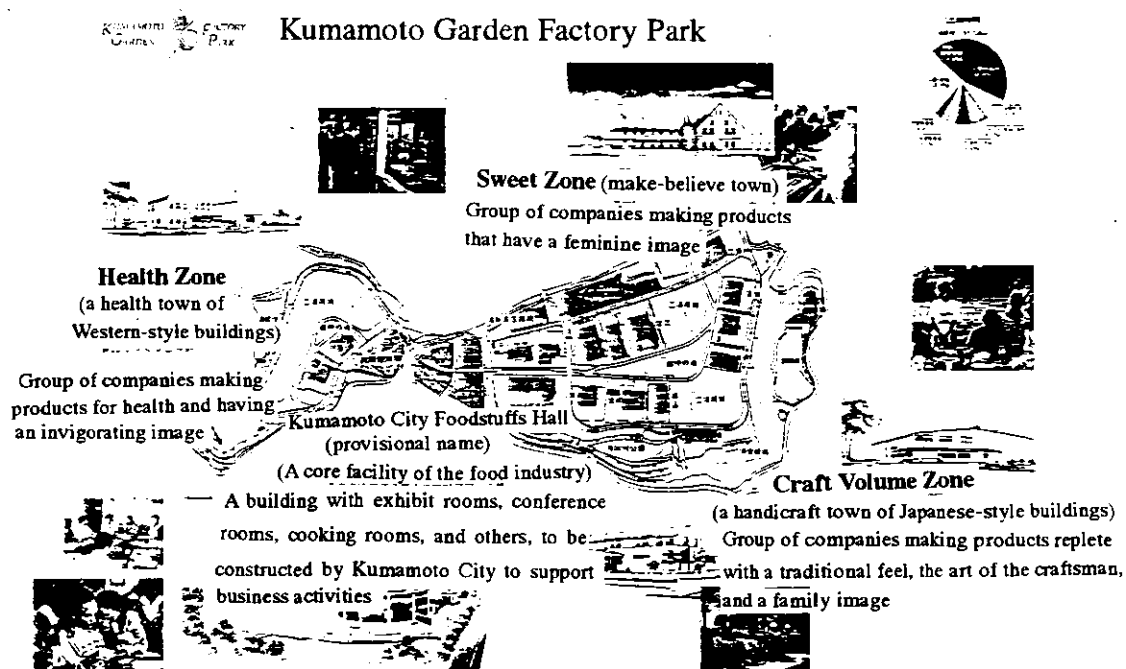 KUMAMOTO GARDEN FACTORY PARK
Kumamoto Garden Factory Park
Sweet Zone (make-believe town)
Group of companies making products
that have a feminine image
Health Zone
(a health town of
Western-style buildings)
Group of companies making
products for health and having
an invigorating image
Kumamoto City Foodstuffs Hall
(provisional name)
(A core facility of the food industry)
A building with exhibit rooms, conference
rooms, cooking rooms, and others, to be
constructed by Kumamoto City to support
business activities
Craft Volume Zone
(a handicraft town of Japanese-style buildings)
Group of companies making products replete
with a traditional feel, the art of the craftsman,
and a family image